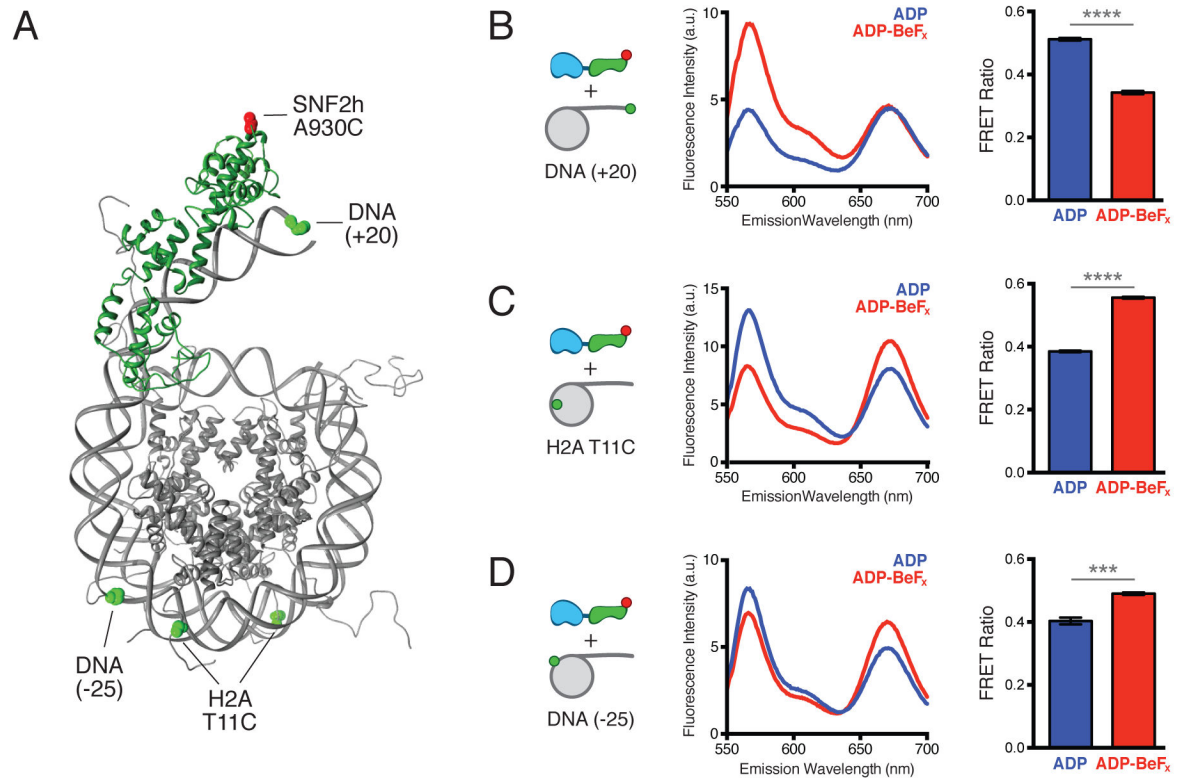 A
SNF2h
A930C
DNA
(+20)
DNA
(-25)
H2A
T11C
B
+
DNA (+20)
Fluorescence Intensity (a.u.)
10
5
0
ADP
ADP-BeFx
550 600 650 700
EmissionWavelength (nm)
FRET Ratio
0.6
0.4
0.2
0.0
****
ADP ADP-BeFx
C
+
H2A T11C
Fluorescence Intensity (a.u.)
15
10
5
0
ADP
ADP-BeFx
550 600 650 700
EmissionWavelength (nm)
FRET Ratio
0.6
0.4
0.2
0.0
****
ADP ADP-BeFx
D
+
DNA (-25)
Fluorescence Intensity (a.u.)
10
5
0
ADP
ADP-BeFx
550 600 650 700
Emission Wavelength (nm)
FRET Ratio
0.6
0.4
0.2
0.0
***
ADP ADP-BeFx